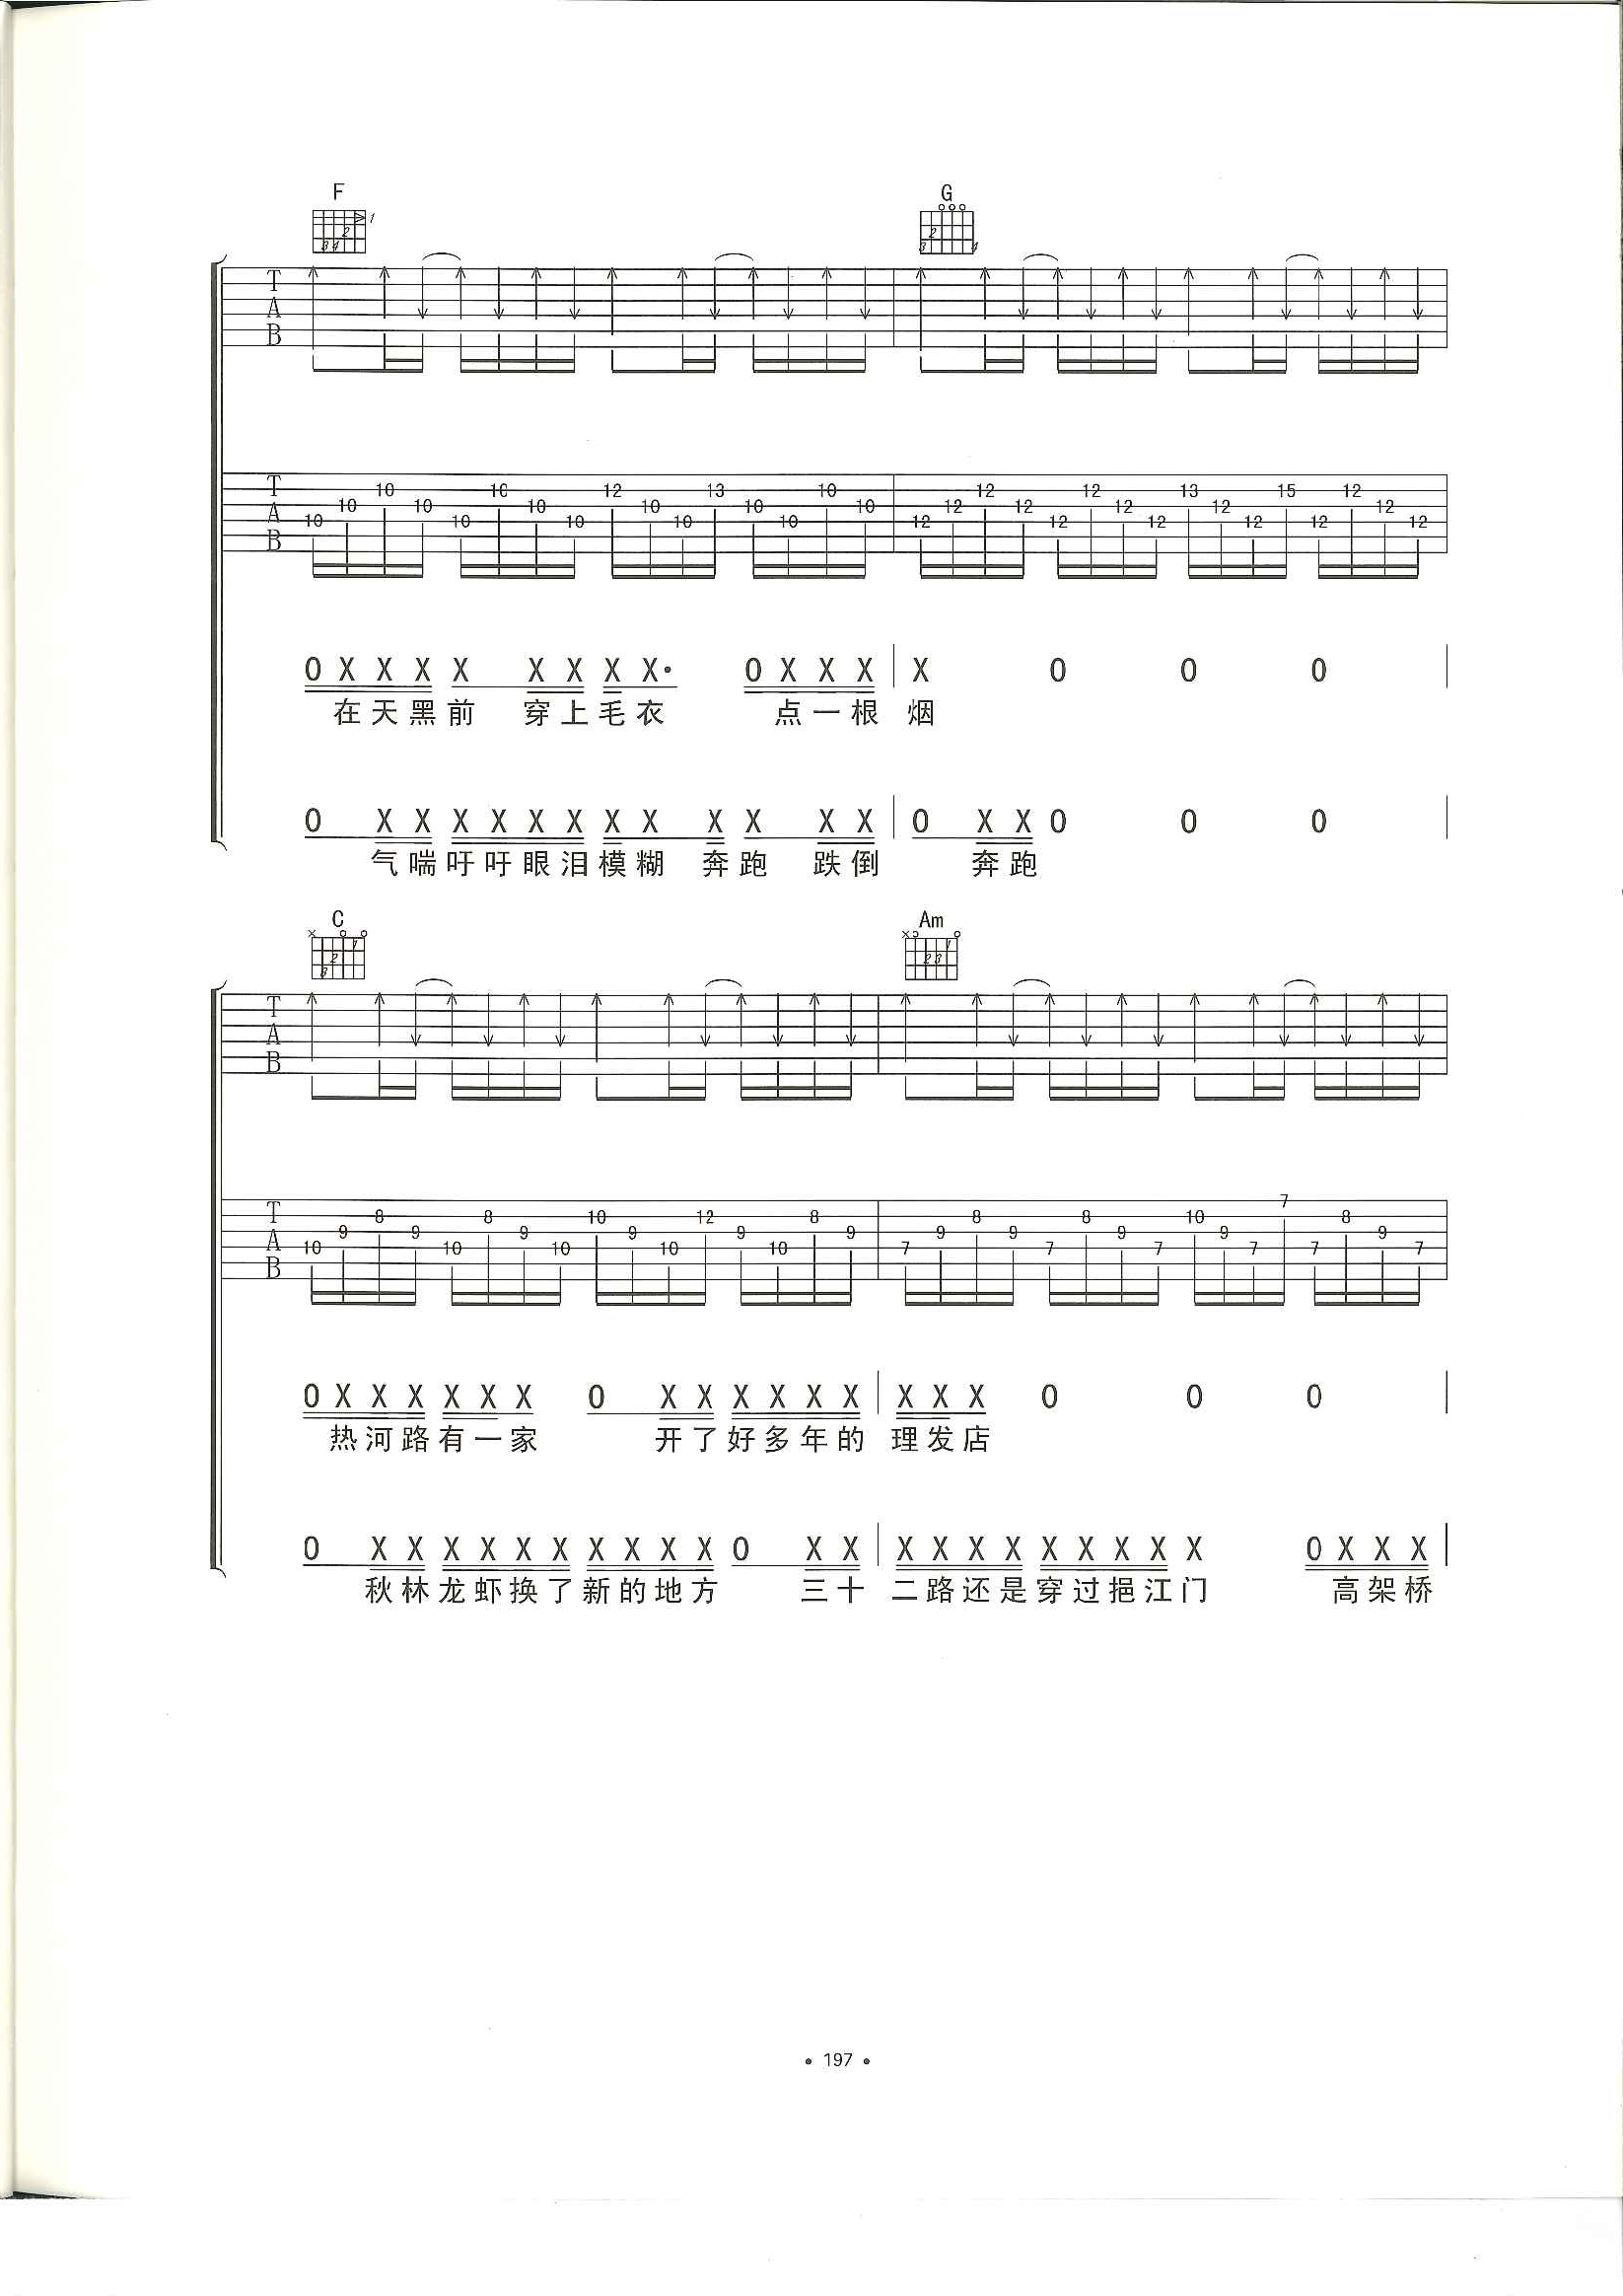 F G
T
A
B
T 10 10 12 13 10 12 12 13 15 12
10 10 10 10 10 10 12 12 12 12 12
A 10 10 10 10 10 12 12 12 12 12 12
B
0 X X X X X X X X· 0 X X X | X 0 0 0 |
在天黑前 穿上毛衣 点一根 烟
0 X X X X X X X X X X X X | 0 X X 0 0 0 |
气喘吁吁眼泪模糊 奔跑 跌倒 奔跑
C Am
x o o xo o
T
A
B
7
T 8 8 10 12 8 8 8 10 8
9 9 9 9 9 9 9 9 9 9 9
A 10 10 10 10 10 7 7 7 7 7 7
B
0 X X X X X X 0 X X X X X X | X X X 0 0 0 |
热河路有一家 开了好多年的 理发店
0 X X X X X X X X X X 0 X X | X X X X X X X X X 0 X X X |
秋林龙虾换了新的地方 三十 二路还是穿过挹江门 高架桥
• 197 •